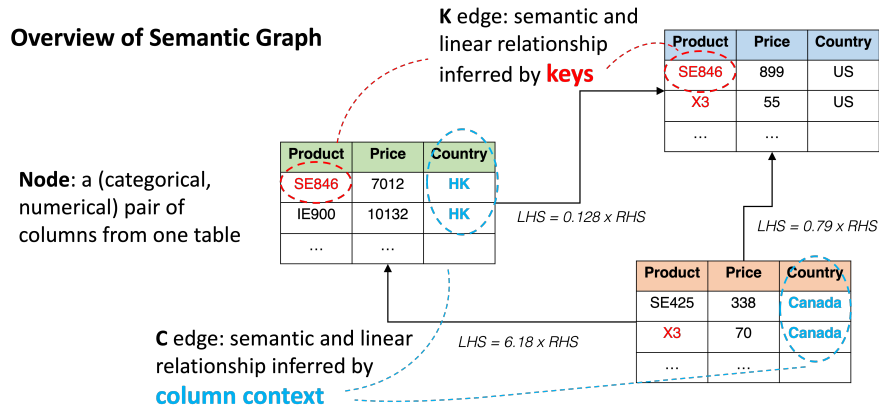 Overview of Semantic Graph
K edge: semantic and
linear relationship
inferred by keys
Product Price Country
SE846 899 US
X3 55 US
... ...
Node: a (categorical,
numerical) pair of
columns from one table
Product Price Country
SE846 7012 HK
IE900 10132 HK
... ...
LHS = 0.128 x RHS
LHS = 0.79 x RHS
Product Price Country
SE425 338 Canada
X3 70 Canada
... ...
LHS = 6.18 x RHS
C edge: semantic and linear
relationship inferred by
column context